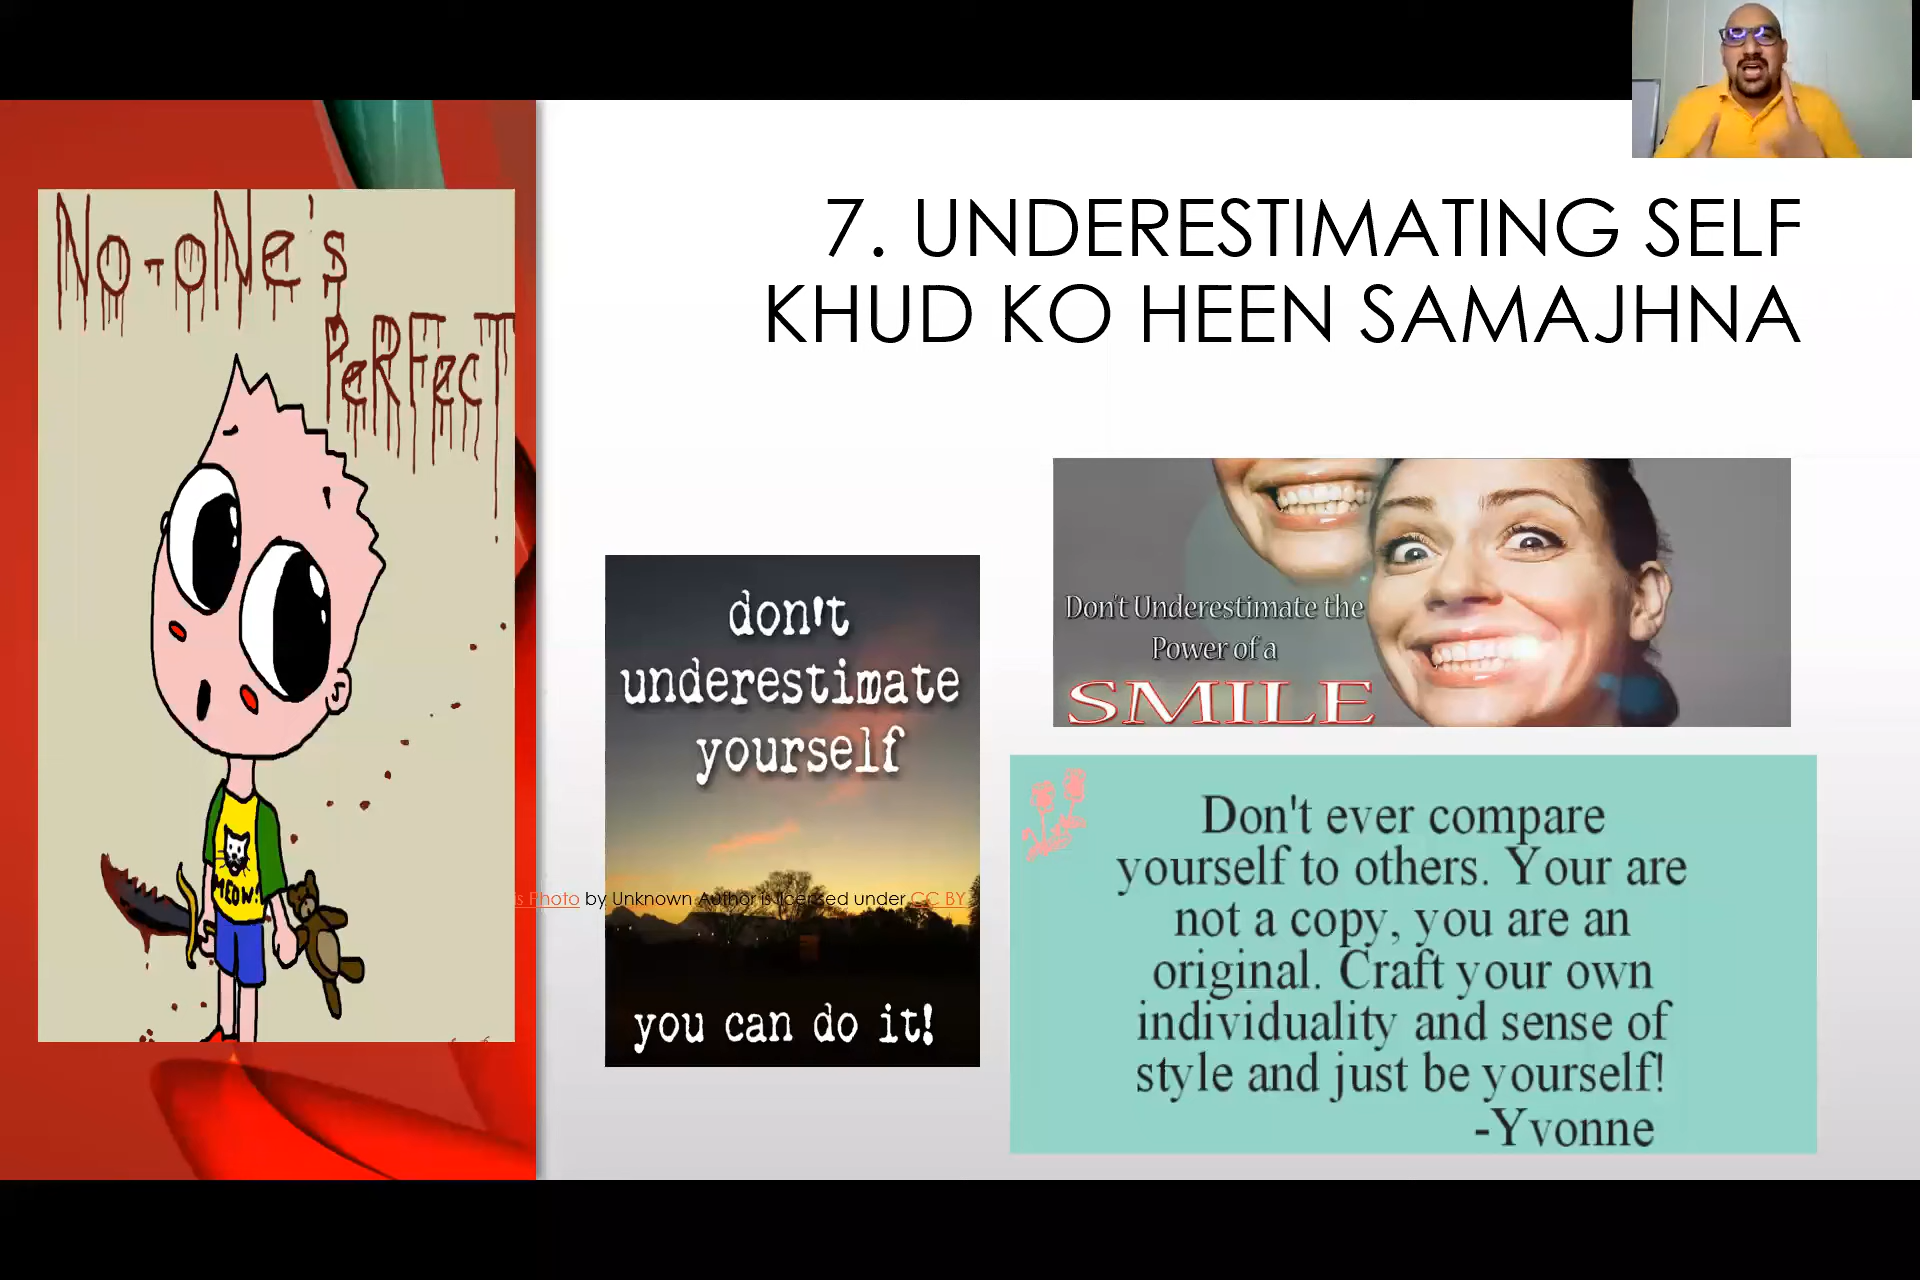 7. UNDERESTIMATING SELF
KHUD KO HEEN SAMAJHNA
No-oNe's
PeRFecT
MEOW!
don't
underestimate
yourself
you can do it!
s Photo by Unknown Author is licensed under CC BY
Don't Underestimate the
Power of a
SMILE
Don't ever compare
yourself to others. Your are
not a copy, you are an
original. Craft your own
individuality and sense of
style and just be yourself!
-Yvonne